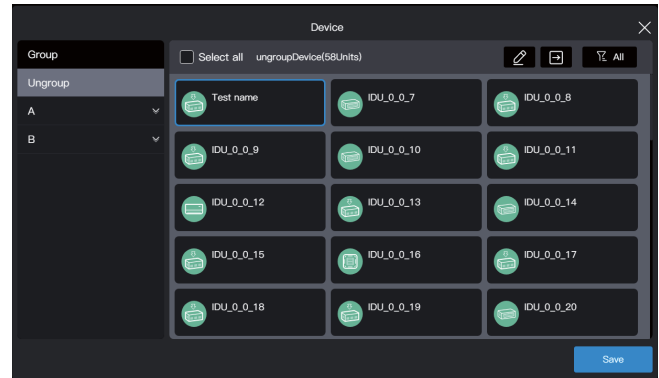 Device
Group
Select all ungroupDevice(58Units)
All
Ungroup
A
B
Test name
IDU_0_0_7
IDU_0_0_8
IDU_0_0_9
IDU_0_0_10
IDU_0_0_11
IDU_0_0_12
IDU_0_0_13
IDU_0_0_14
IDU_0_0_15
IDU_0_0_16
IDU_0_0_17
IDU_0_0_18
IDU_0_0_19
IDU_0_0_20
Save